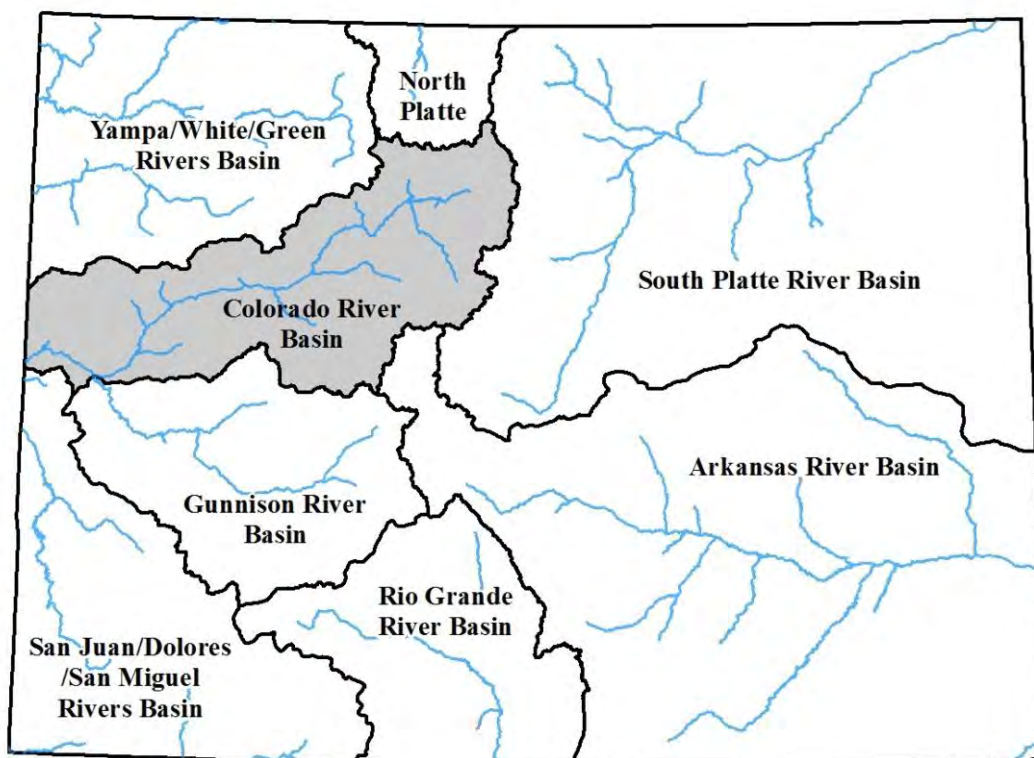 North
Platte
Yampa/White/Green
Rivers Basin
South Platte River Basin
Colorado River
Basin
Arkansas River Basin
Gunnison River
Basin
Rio Grande
River Basin
San Juan/Dolores
/San Miguel
Rivers Basin